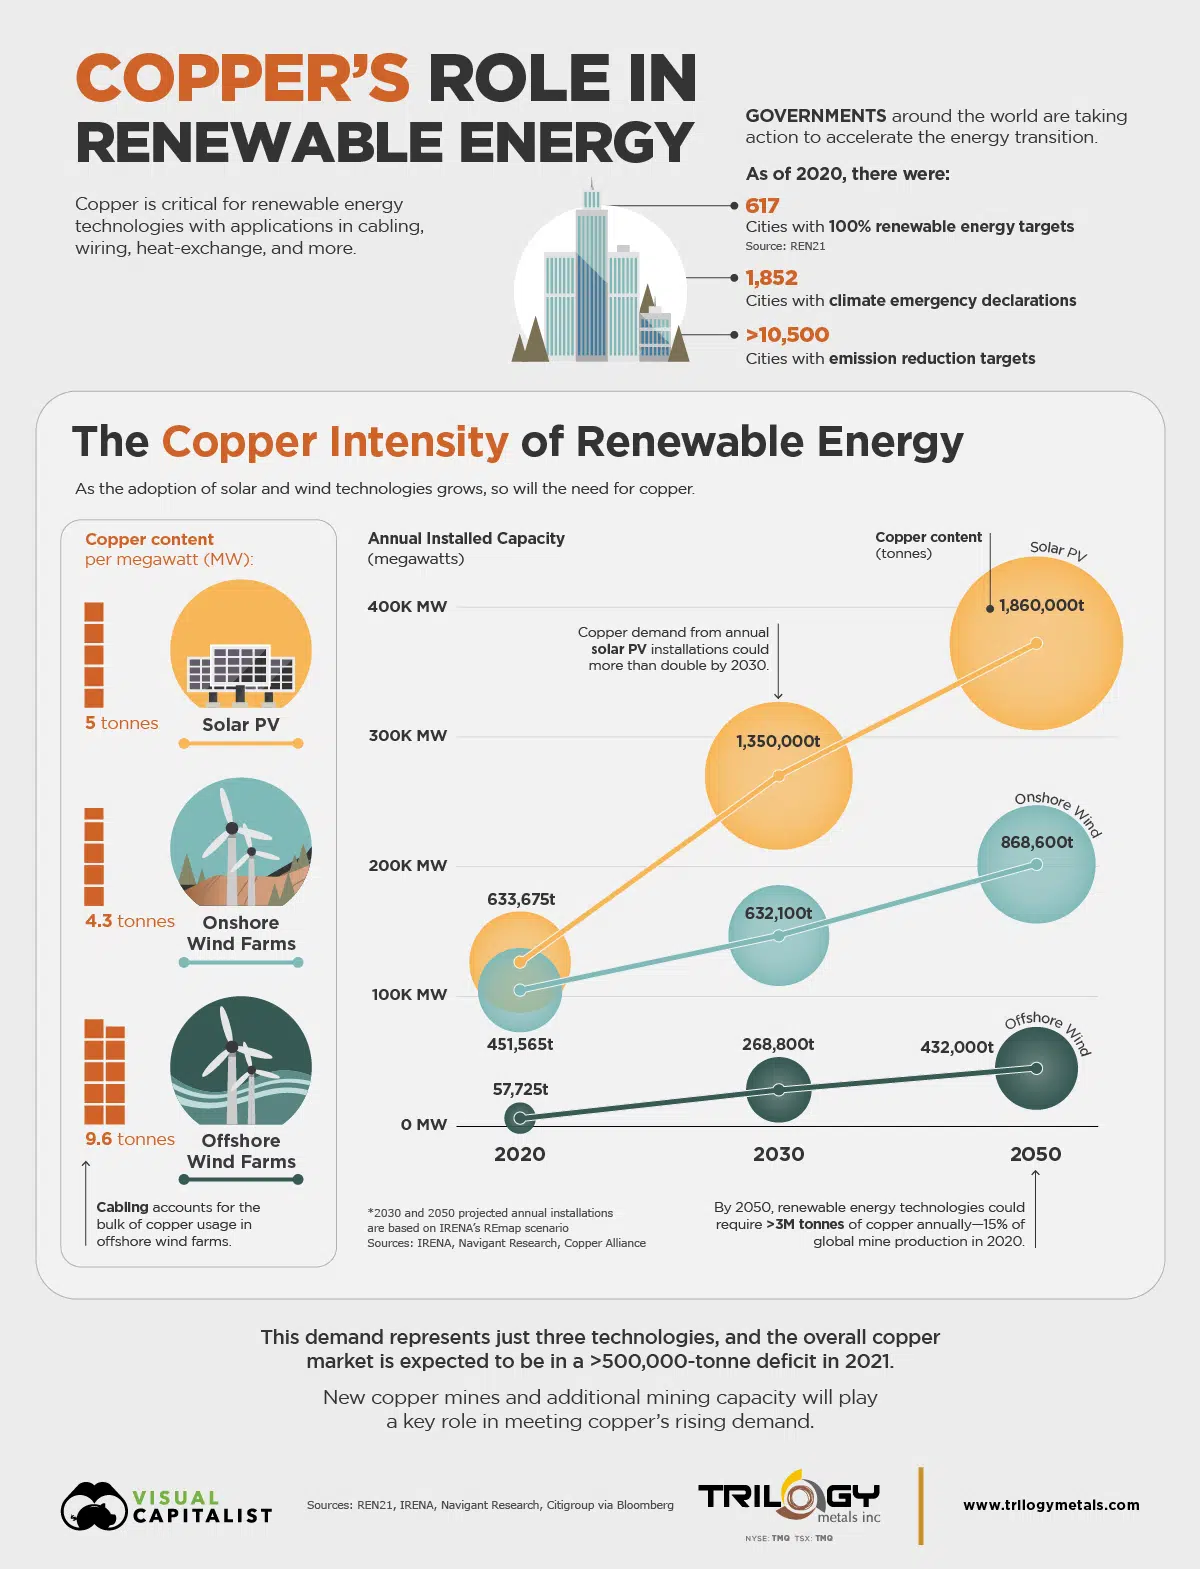 COPPER'S ROLE IN
RENEWABLE ENERGY
Copper is critical for renewable energy
technologies with applications in cabling,
wiring, heat-exchange, and more.
GOVERNMENTS around the world are taking
action to accelerate the energy transition.
As of 2020, there were:
617
Cities with 100% renewable energy targets
Source: REN21
1,852
Cities with climate emergency declarations
>10,500
Cities with emission reduction targets
The Copper Intensity of Renewable Energy
As the adoption of solar and wind technologies grows, so will the need for copper.
Copper content
per megawatt (MW):
5 tonnes
Solar PV
4.3 tonnes
Onshore
Wind Farms
9.6 tonnes
Offshore
Wind Farms
Cabling accounts for the
bulk of copper usage in
offshore wind farms.
Annual Installed Capacity
(megawatts)
Copper content
(tonnes)
Solar PV
400K MW
1,860,000t
Copper demand from annual
solar PV installations could
more than double by 2030.
300K MW
1,350,000t
Onshore Wind
868,600t
200K MW
633,675t
632,100t
100K MW
Offshore Wind
451,565t
268,800t
432,000t
57,725t
0 MW
2020
2030
2050
*2030 and 2050 projected annual installations
are based on IRENA's REmap scenario
Sources: IRENA, Navigant Research, Copper Alliance
By 2050, renewable energy technologies could
require >3M tonnes of copper annually—15% of
global mine production in 2020.
This demand represents just three technologies, and the overall copper
market is expected to be in a >500,000-tonne deficit in 2021.
New copper mines and additional mining capacity will play
a key role in meeting copper's rising demand.
VISUAL
CAPITALIST
Sources: REN21, IRENA, Navigant Research, Citigroup via Bloomberg
TRILOGY
metals inc
NYSE: TMQ TSX: TMQ
www.trilogymetals.com